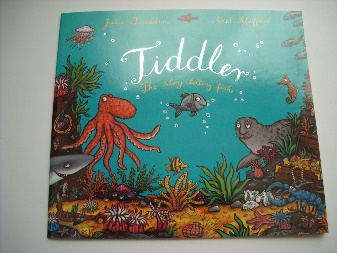 Julia Donaldson Axel Scheffler
Tiddler
The story-telling fish